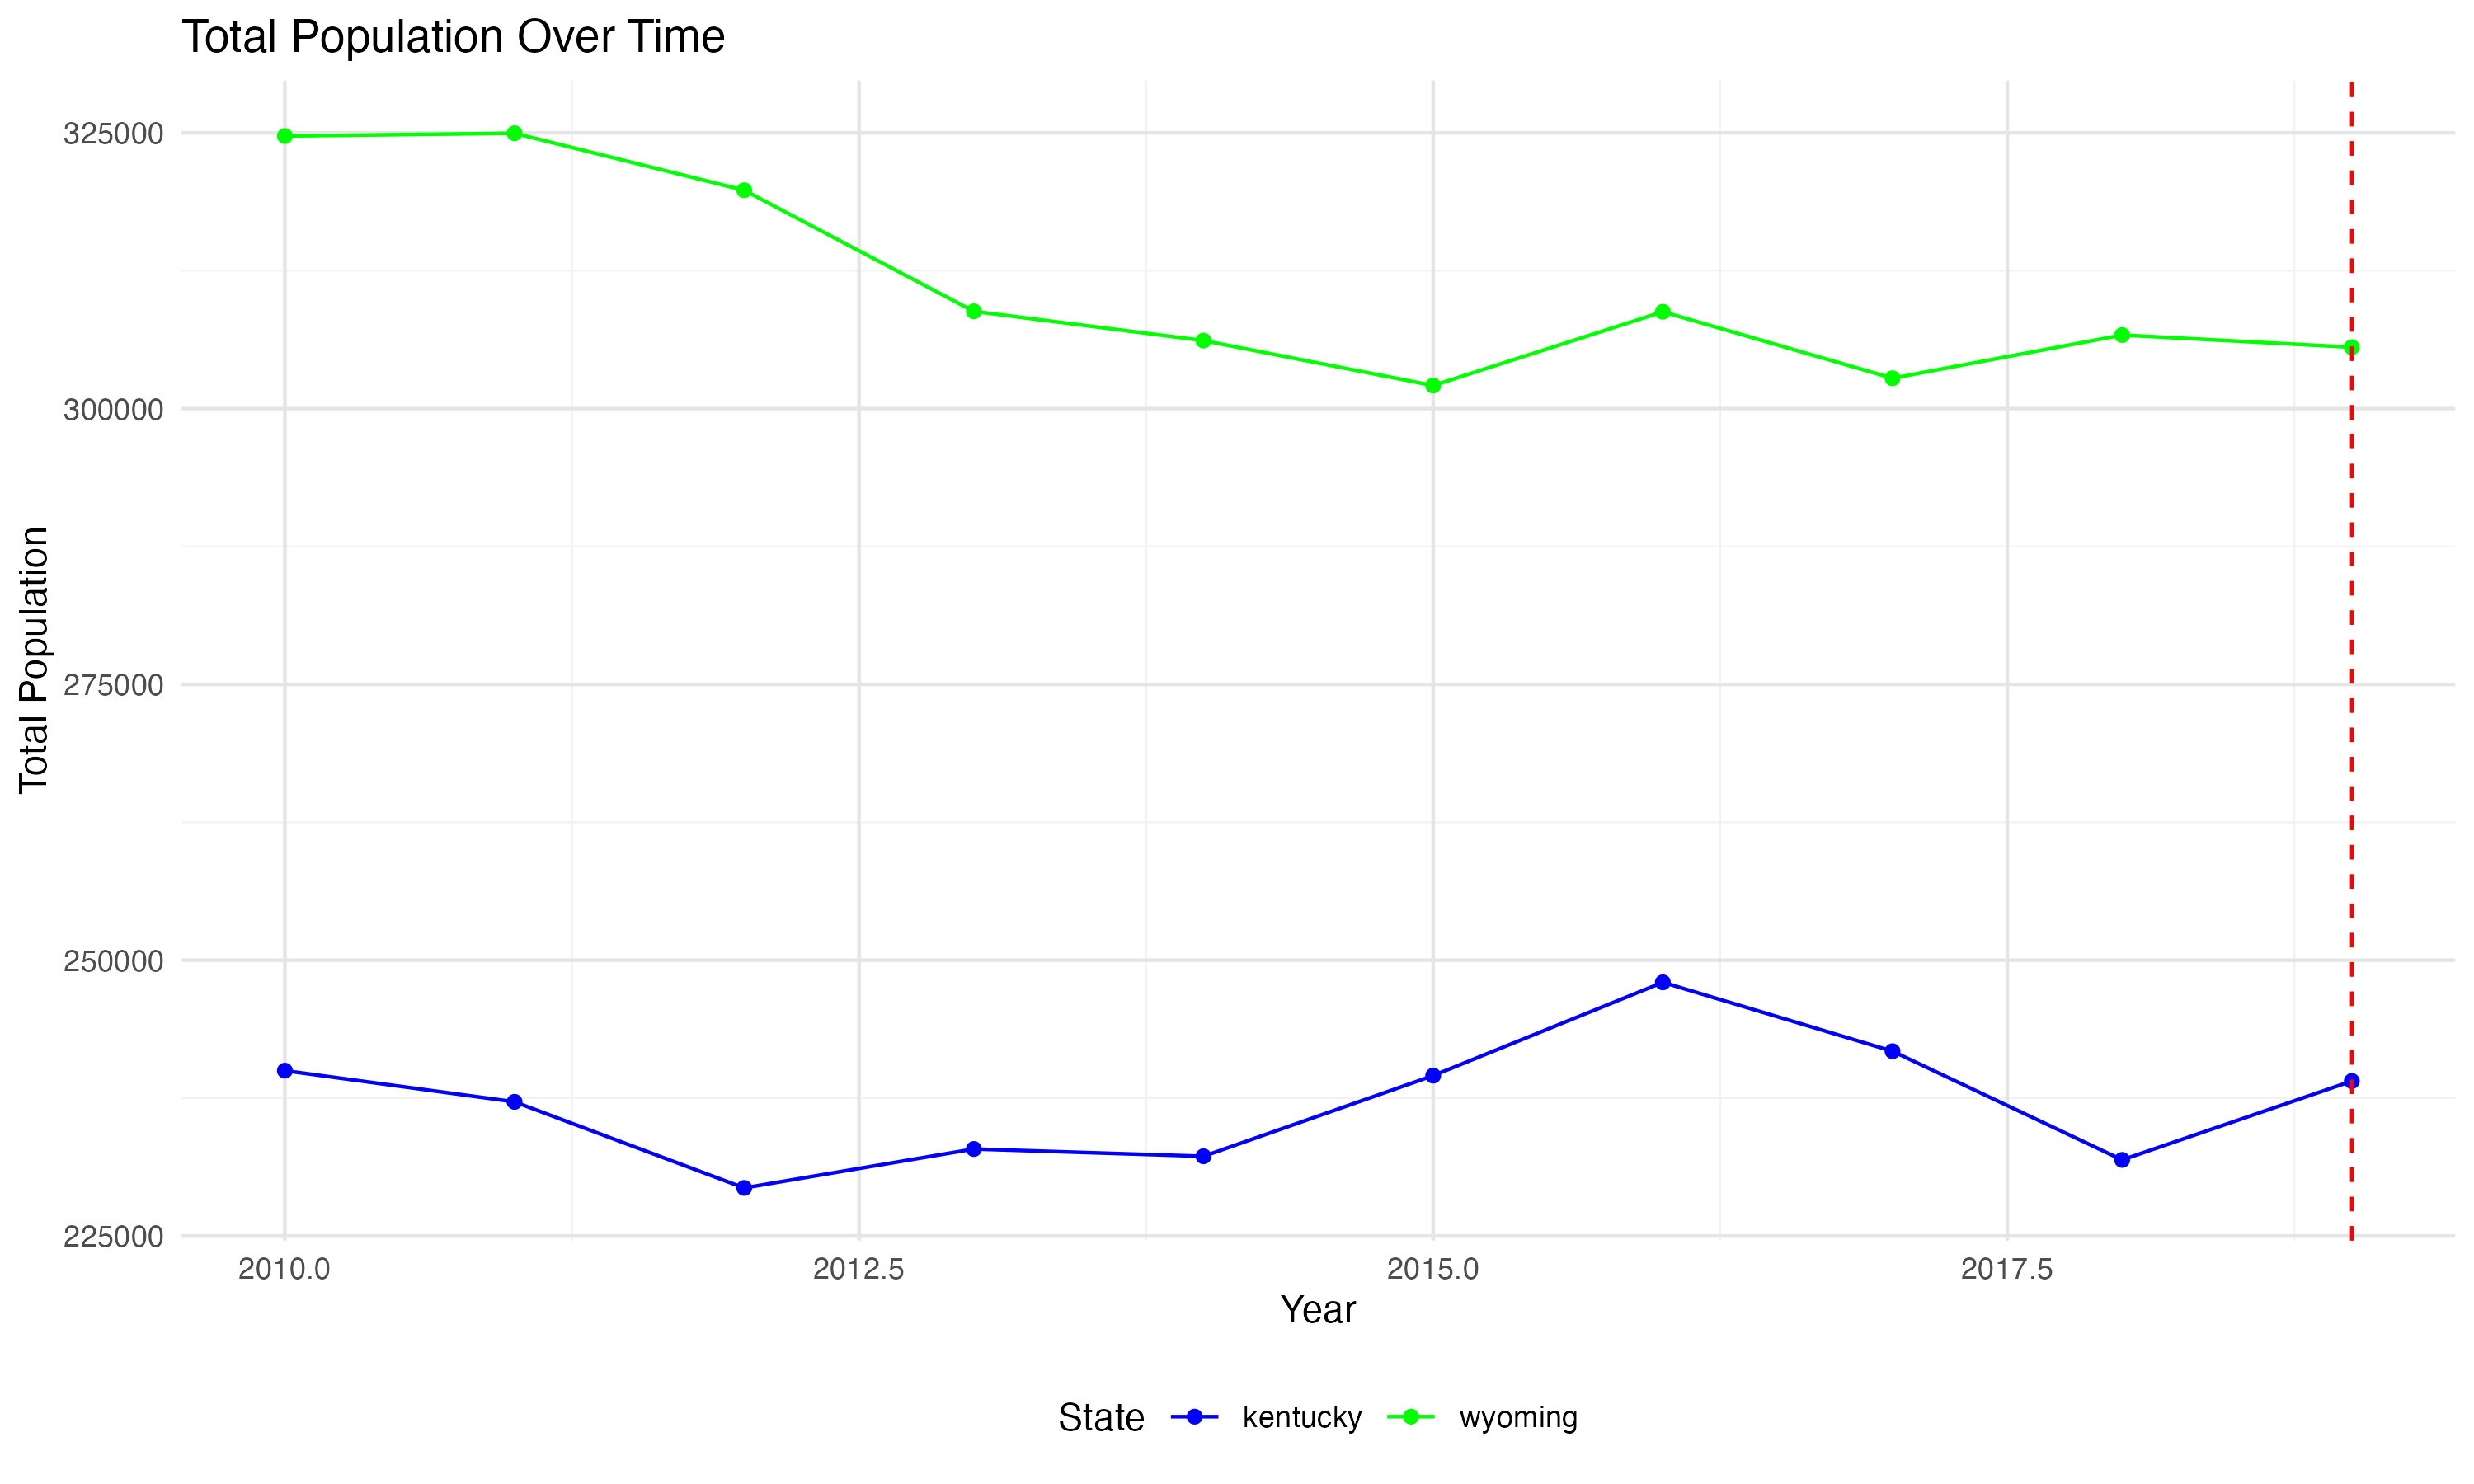 Total Population Over Time
Total Population
325000
300000
275000
250000
225000
2010.0 2012.5 2015.0 2017.5
Year
State kentucky wyoming